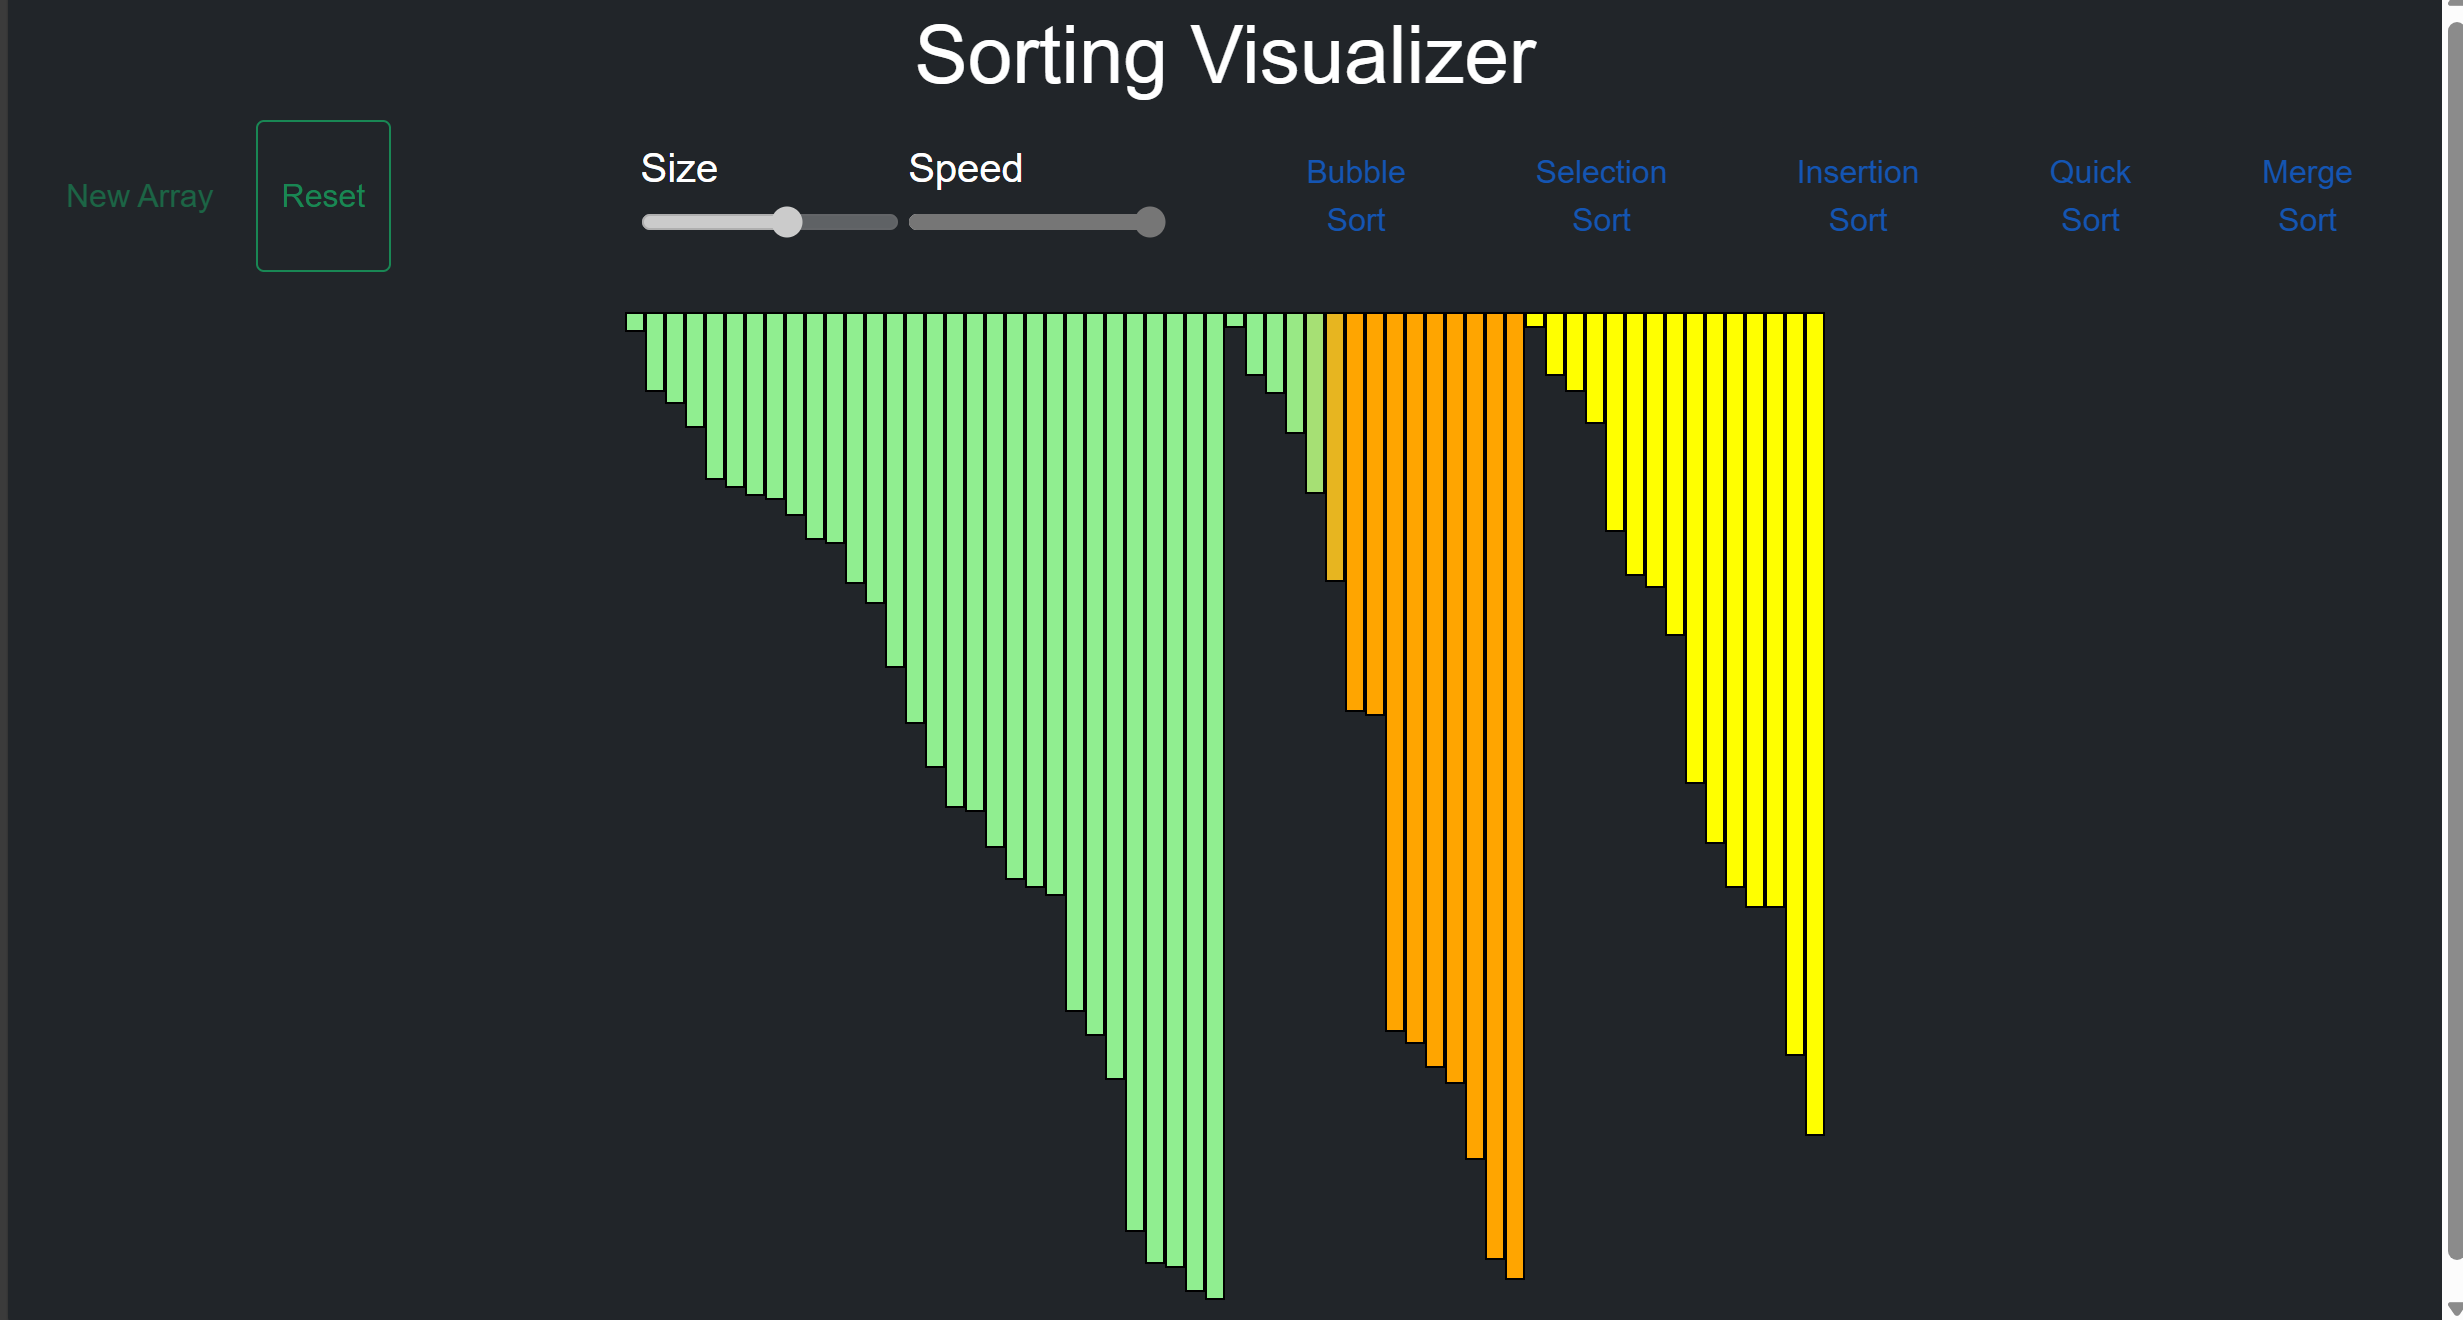 Sorting Visualizer
New Array
Reset
Size
Speed
Bubble
Sort
Selection
Sort
Insertion
Sort
Quick
Sort
Merge
Sort